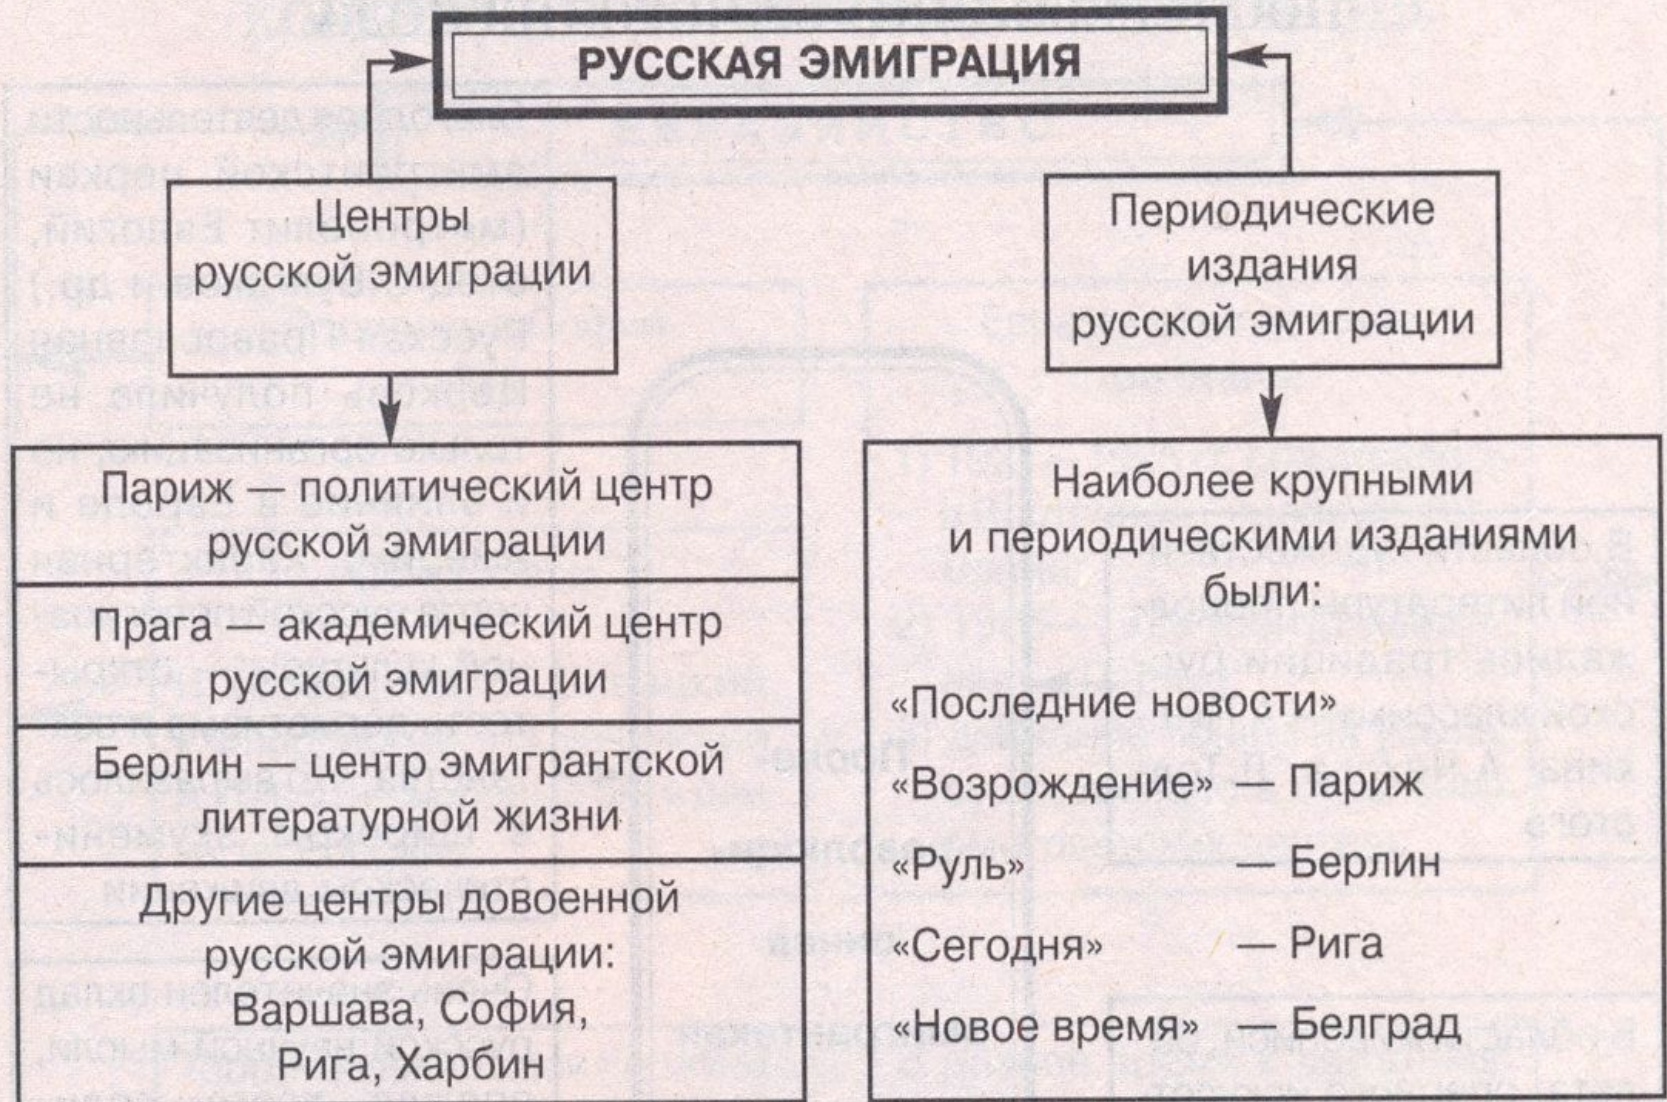 РУССКАЯ ЭМИГРАЦИЯ
Центры
русской эмиграции
Периодические
издания
русской эмиграции
Париж — политический центр
русской эмиграции
Прага — академический центр
русской эмиграции
Берлин — центр эмигрантской
литературной жизни
Другие центры довоенной
русской эмиграции:
Варшава, София,
Рига, Харбин
Наиболее крупными
и периодическими изданиями
были:
«Последние новости»
«Возрождение» — Париж
«Руль» — Берлин
«Сегодня» — Рига
«Новое время» — Белград